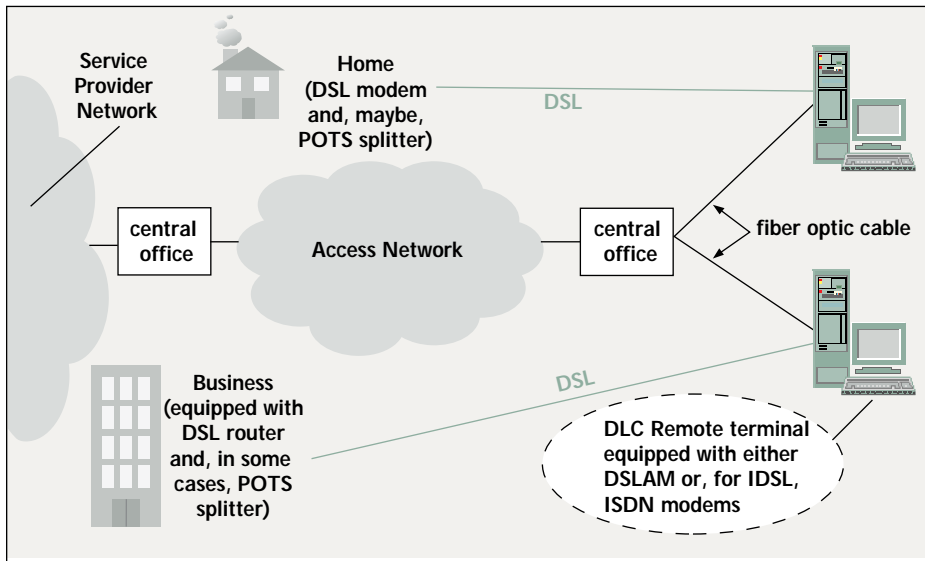 Service
Provider
Network
Home
(DSL modem
and, maybe,
POTS splitter)
DSL
central
office
Access Network
central
office
fiber optic cable
Business
(equipped with
DSL router
and, in some
cases, POTS
splitter)
DSL
DLC Remote terminal
equipped with either
DSLAM or, for IDSL,
ISDN modems